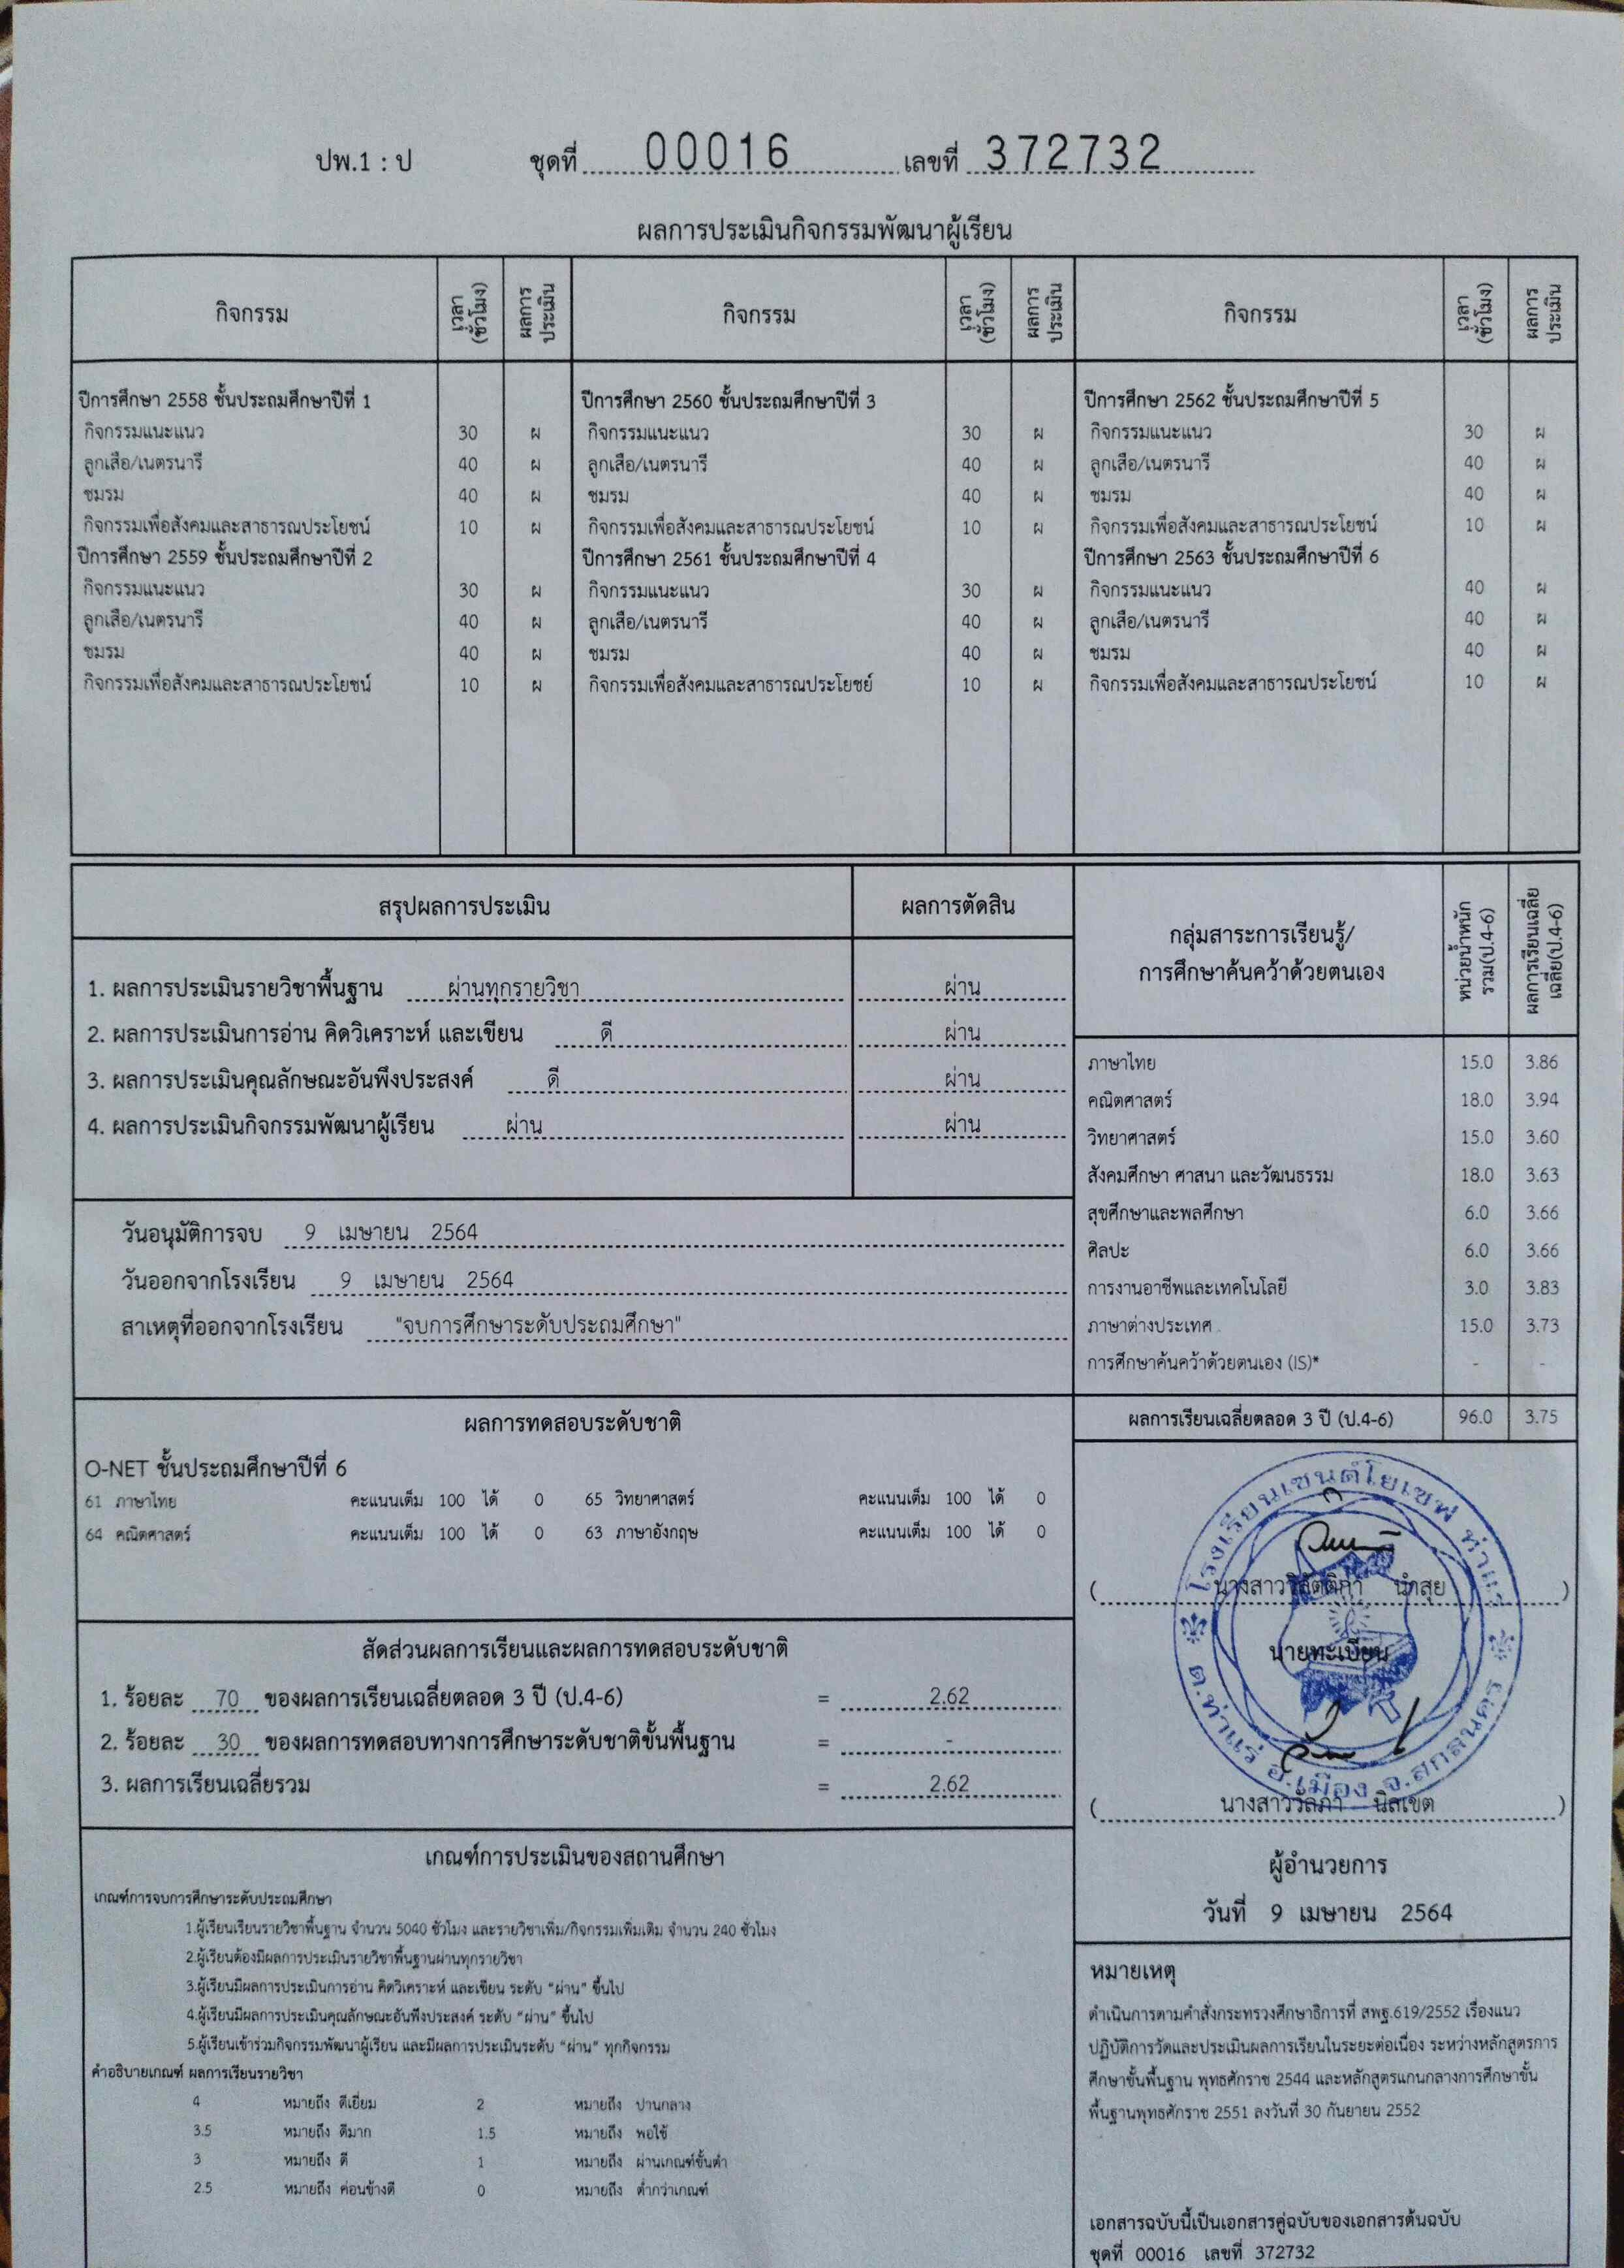 ปพ.1 : ป ชุดที่ 00016 เลขที่ 372732
ผลการประเมินกิจกรรมพัฒนาผู้เรียน
กิจกรรม เวลา (ชั่วโมง) ผลการประเมิน กิจกรรม เวลา (ชั่วโมง) ผลการประเมิน กิจกรรม เวลา (ชั่วโมง) ผลการประเมิน
ปีการศึกษา 2558 ชั้นประถมศึกษาปีที่ 1 ปีการศึกษา 2560 ชั้นประถมศึกษาปีที่ 3 ปีการศึกษา 2562 ชั้นประถมศึกษาปีที่ 5
กิจกรรมแนะแนว 30 ผ กิจกรรมแนะแนว 30 ผ กิจกรรมแนะแนว 30 ผ
ลูกเสือ/เนตรนารี 40 ผ ลูกเสือ/เนตรนารี 40 ผ ลูกเสือ/เนตรนารี 40 ผ
ชมรม 40 ผ ชมรม 40 ผ ชมรม 40 ผ
กิจกรรมเพื่อสังคมและสาธารณประโยชน์ 10 ผ กิจกรรมเพื่อสังคมและสาธารณประโยชน์ 10 ผ กิจกรรมเพื่อสังคมและสาธารณประโยชน์ 10 ผ
ปีการศึกษา 2559 ชั้นประถมศึกษาปีที่ 2 ปีการศึกษา 2561 ชั้นประถมศึกษาปีที่ 4 ปีการศึกษา 2563 ชั้นประถมศึกษาปีที่ 6
กิจกรรมแนะแนว 30 ผ กิจกรรมแนะแนว 30 ผ กิจกรรมแนะแนว 40 ผ
ลูกเสือ/เนตรนารี 40 ผ ลูกเสือ/เนตรนารี 40 ผ ลูกเสือ/เนตรนารี 40 ผ
ชมรม 40 ผ ชมรม 40 ผ ชมรม 40 ผ
กิจกรรมเพื่อสังคมและสาธารณประโยชน์ 10 ผ กิจกรรมเพื่อสังคมและสาธารณประโยชย์ 10 ผ กิจกรรมเพื่อสังคมและสาธารณประโยชน์ 10 ผ
สรุปผลการประเมิน ผลการตัดสิน
1. ผลการประเมินรายวิชาพื้นฐาน ผ่านทุกรายวิชา ผ่าน
2. ผลการประเมินการอ่าน คิดวิเคราะห์ และเขียน ดี ผ่าน
3. ผลการประเมินคุณลักษณะอันพึงประสงค์ ดี ผ่าน
4. ผลการประเมินกิจกรรมพัฒนาผู้เรียน ผ่าน ผ่าน
วันอนุมัติการจบ 9 เมษายน 2564
วันออกจากโรงเรียน 9 เมษายน 2564
สาเหตุที่ออกจากโรงเรียน "จบการศึกษาระดับประถมศึกษา"
กลุ่มสาระการเรียนรู้/
การศึกษาค้นคว้าด้วยตนเอง
หน่วยน้ำหนัก
รวม(ป.4-6)
ผลการเรียนเฉลี่ย
เฉลี่ย(ป.4-6)
ภาษาไทย 15.0 3.86
คณิตศาสตร์ 18.0 3.94
วิทยาศาสตร์ 15.0 3.60
สังคมศึกษา ศาสนา และวัฒนธรรม 18.0 3.63
สุขศึกษาและพลศึกษา 6.0 3.66
ศิลปะ 6.0 3.66
การงานอาชีพและเทคโนโลยี 3.0 3.83
ภาษาต่างประเทศ 15.0 3.73
การศึกษาค้นคว้าด้วยตนเอง (IS)* - -
ผลการเรียนเฉลี่ยตลอด 3 ปี (ป.4-6) 96.0 3.75
ผลการทดสอบระดับชาติ
O-NET ชั้นประถมศึกษาปีที่ 6
61 ภาษาไทย คะแนนเต็ม 100 ได้ 0 65 วิทยาศาสตร์ คะแนนเต็ม 100 ได้ 0
64 คณิตศาสตร์ คะแนนเต็ม 100 ได้ 0 63 ภาษาอังกฤษ คะแนนเต็ม 100 ได้ 0
สัดส่วนผลการเรียนและผลการทดสอบระดับชาติ
1. ร้อยละ 70 ของผลการเรียนเฉลี่ยตลอด 3 ปี (ป.4-6) = 2.62
2. ร้อยละ 30 ของผลการทดสอบทางการศึกษาระดับชาติขั้นพื้นฐาน = -
3. ผลการเรียนเฉลี่ยรวม = 2.62
เกณฑ์การประเมินของสถานศึกษา
เกณฑ์การจบการศึกษาระดับประถมศึกษา
1.ผู้เรียนเรียนรายวิชาพื้นฐาน จำนวน 5040 ชั่วโมง และรายวิชาเพิ่ม/กิจกรรมเพิ่มเติม จำนวน 240 ชั่วโมง
2.ผู้เรียนต้องมีผลการประเมินรายวิชาพื้นฐานผ่านทุกรายวิชา
3.ผู้เรียนมีผลการประเมินการอ่าน คิดวิเคราะห์ และเขียน ระดับ "ผ่าน" ขึ้นไป
4.ผู้เรียนมีผลการประเมินคุณลักษณะอันพึงประสงค์ ระดับ "ผ่าน" ขึ้นไป
5.ผู้เรียนเข้าร่วมกิจกรรมพัฒนาผู้เรียน และมีผลการประเมินระดับ "ผ่าน" ทุกกิจกรรม
คำอธิบายเกณฑ์ ผลการเรียนรายวิชา
4 หมายถึง ดีเยี่ยม 2 หมายถึง ปานกลาง
3.5 หมายถึง ดีมาก 1.5 หมายถึง พอใช้
3 หมายถึง ดี 1 หมายถึง ผ่านเกณฑ์ขั้นต่ำ
2.5 หมายถึง ค่อนข้างดี 0 หมายถึง ต่ำกว่าเกณฑ์
โรงเรียนเซนต์โยเซฟ ท่าแร่
ต.ท่าแร่ อ.เมือง จ.สกลนคร
(นางสาว นำสุย)
นายทะเบียน
(นางสาววัลภา นิลเขต)
ผู้อำนวยการ
วันที่ 9 เมษายน 2564
หมายเหตุ
ดำเนินการตามคำสั่งกระทรวงศึกษาธิการที่ สพฐ.619/2552 เรื่องแนว
ปฏิบัติการวัดและประเมินผลการเรียนในระยะต่อเนื่อง ระหว่างหลักสูตรการ
ศึกษาขั้นพื้นฐาน พุทธศักราช 2544 และหลักสูตรแกนกลางการศึกษาขั้น
พื้นฐานพุทธศักราช 2551 ลงวันที่ 30 กันยายน 2552
เอกสารฉบับนี้เป็นเอกสารคู่ฉบับของเอกสารต้นฉบับ
ชุดที่ 00016 เลขที่ 372732